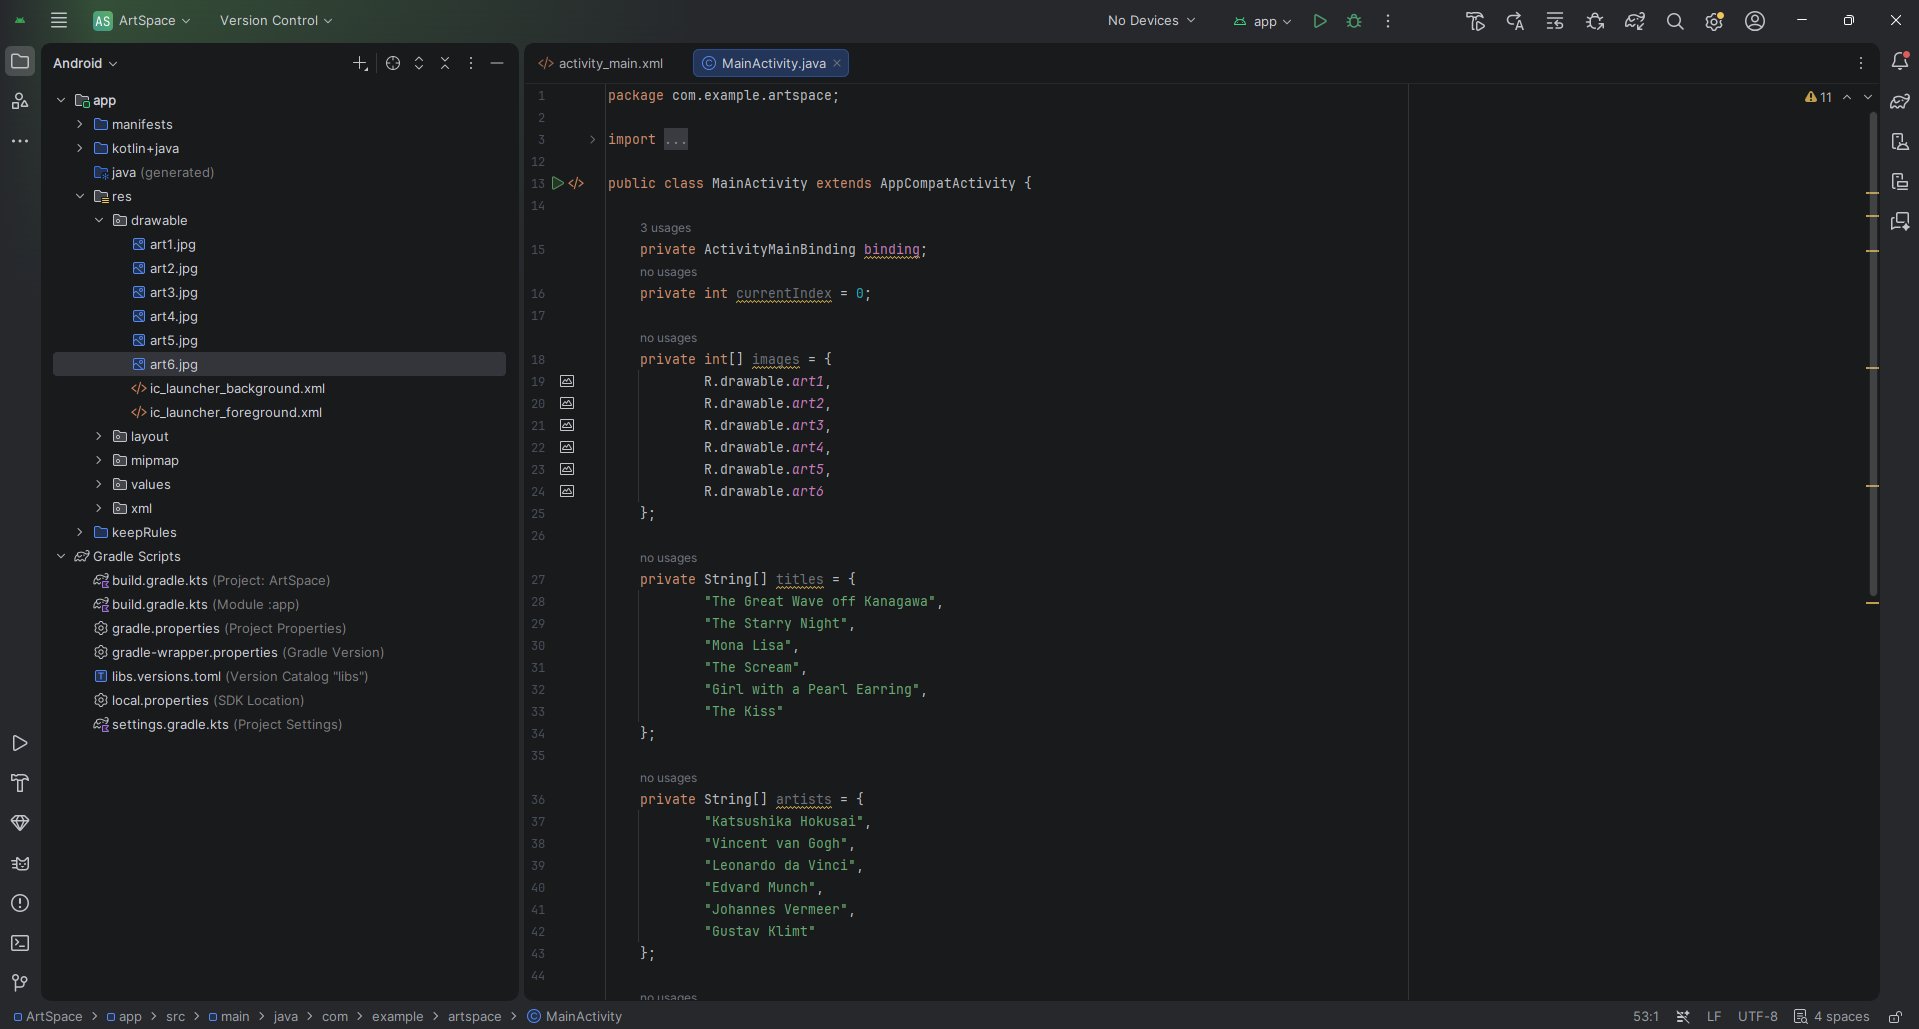 AS ArtSpace Version Control No Devices app
Android
app
manifests
kotlin+java
java (generated)
res
drawable
art1.jpg
art2.jpg
art3.jpg
art4.jpg
art5.jpg
art6.jpg
ic_launcher_background.xml
ic_launcher_foreground.xml
layout
mipmap
values
xml
keepRules
Gradle Scripts
build.gradle.kts (Project: ArtSpace)
build.gradle.kts (Module :app)
gradle.properties (Project Properties)
gradle-wrapper.properties (Gradle Version)
libs.versions.toml (Version Catalog "libs")
local.properties (SDK Location)
settings.gradle.kts (Project Settings)
activity_main.xml MainActivity.java
11
1 package com.example.artspace;
2
3 import ...
12
13 public class MainActivity extends AppCompatActivity {
14
3 usages
15 private ActivityMainBinding binding;
no usages
16 private int currentIndex = 0;
17
no usages
18 private int[] images = {
19 R.drawable.art1,
20 R.drawable.art2,
21 R.drawable.art3,
22 R.drawable.art4,
23 R.drawable.art5,
24 R.drawable.art6
25 };
26
no usages
27 private String[] titles = {
28 "The Great Wave off Kanagawa",
29 "The Starry Night",
30 "Mona Lisa",
31 "The Scream",
32 "Girl with a Pearl Earring",
33 "The Kiss"
34 };
35
no usages
36 private String[] artists = {
37 "Katsushika Hokusai",
38 "Vincent van Gogh",
39 "Leonardo da Vinci",
40 "Edvard Munch",
41 "Johannes Vermeer",
42 "Gustav Klimt"
43 };
44
no usages
ArtSpace > app > src > main > java > com > example > artspace > MainActivity
53:1 LF UTF-8 4 spaces